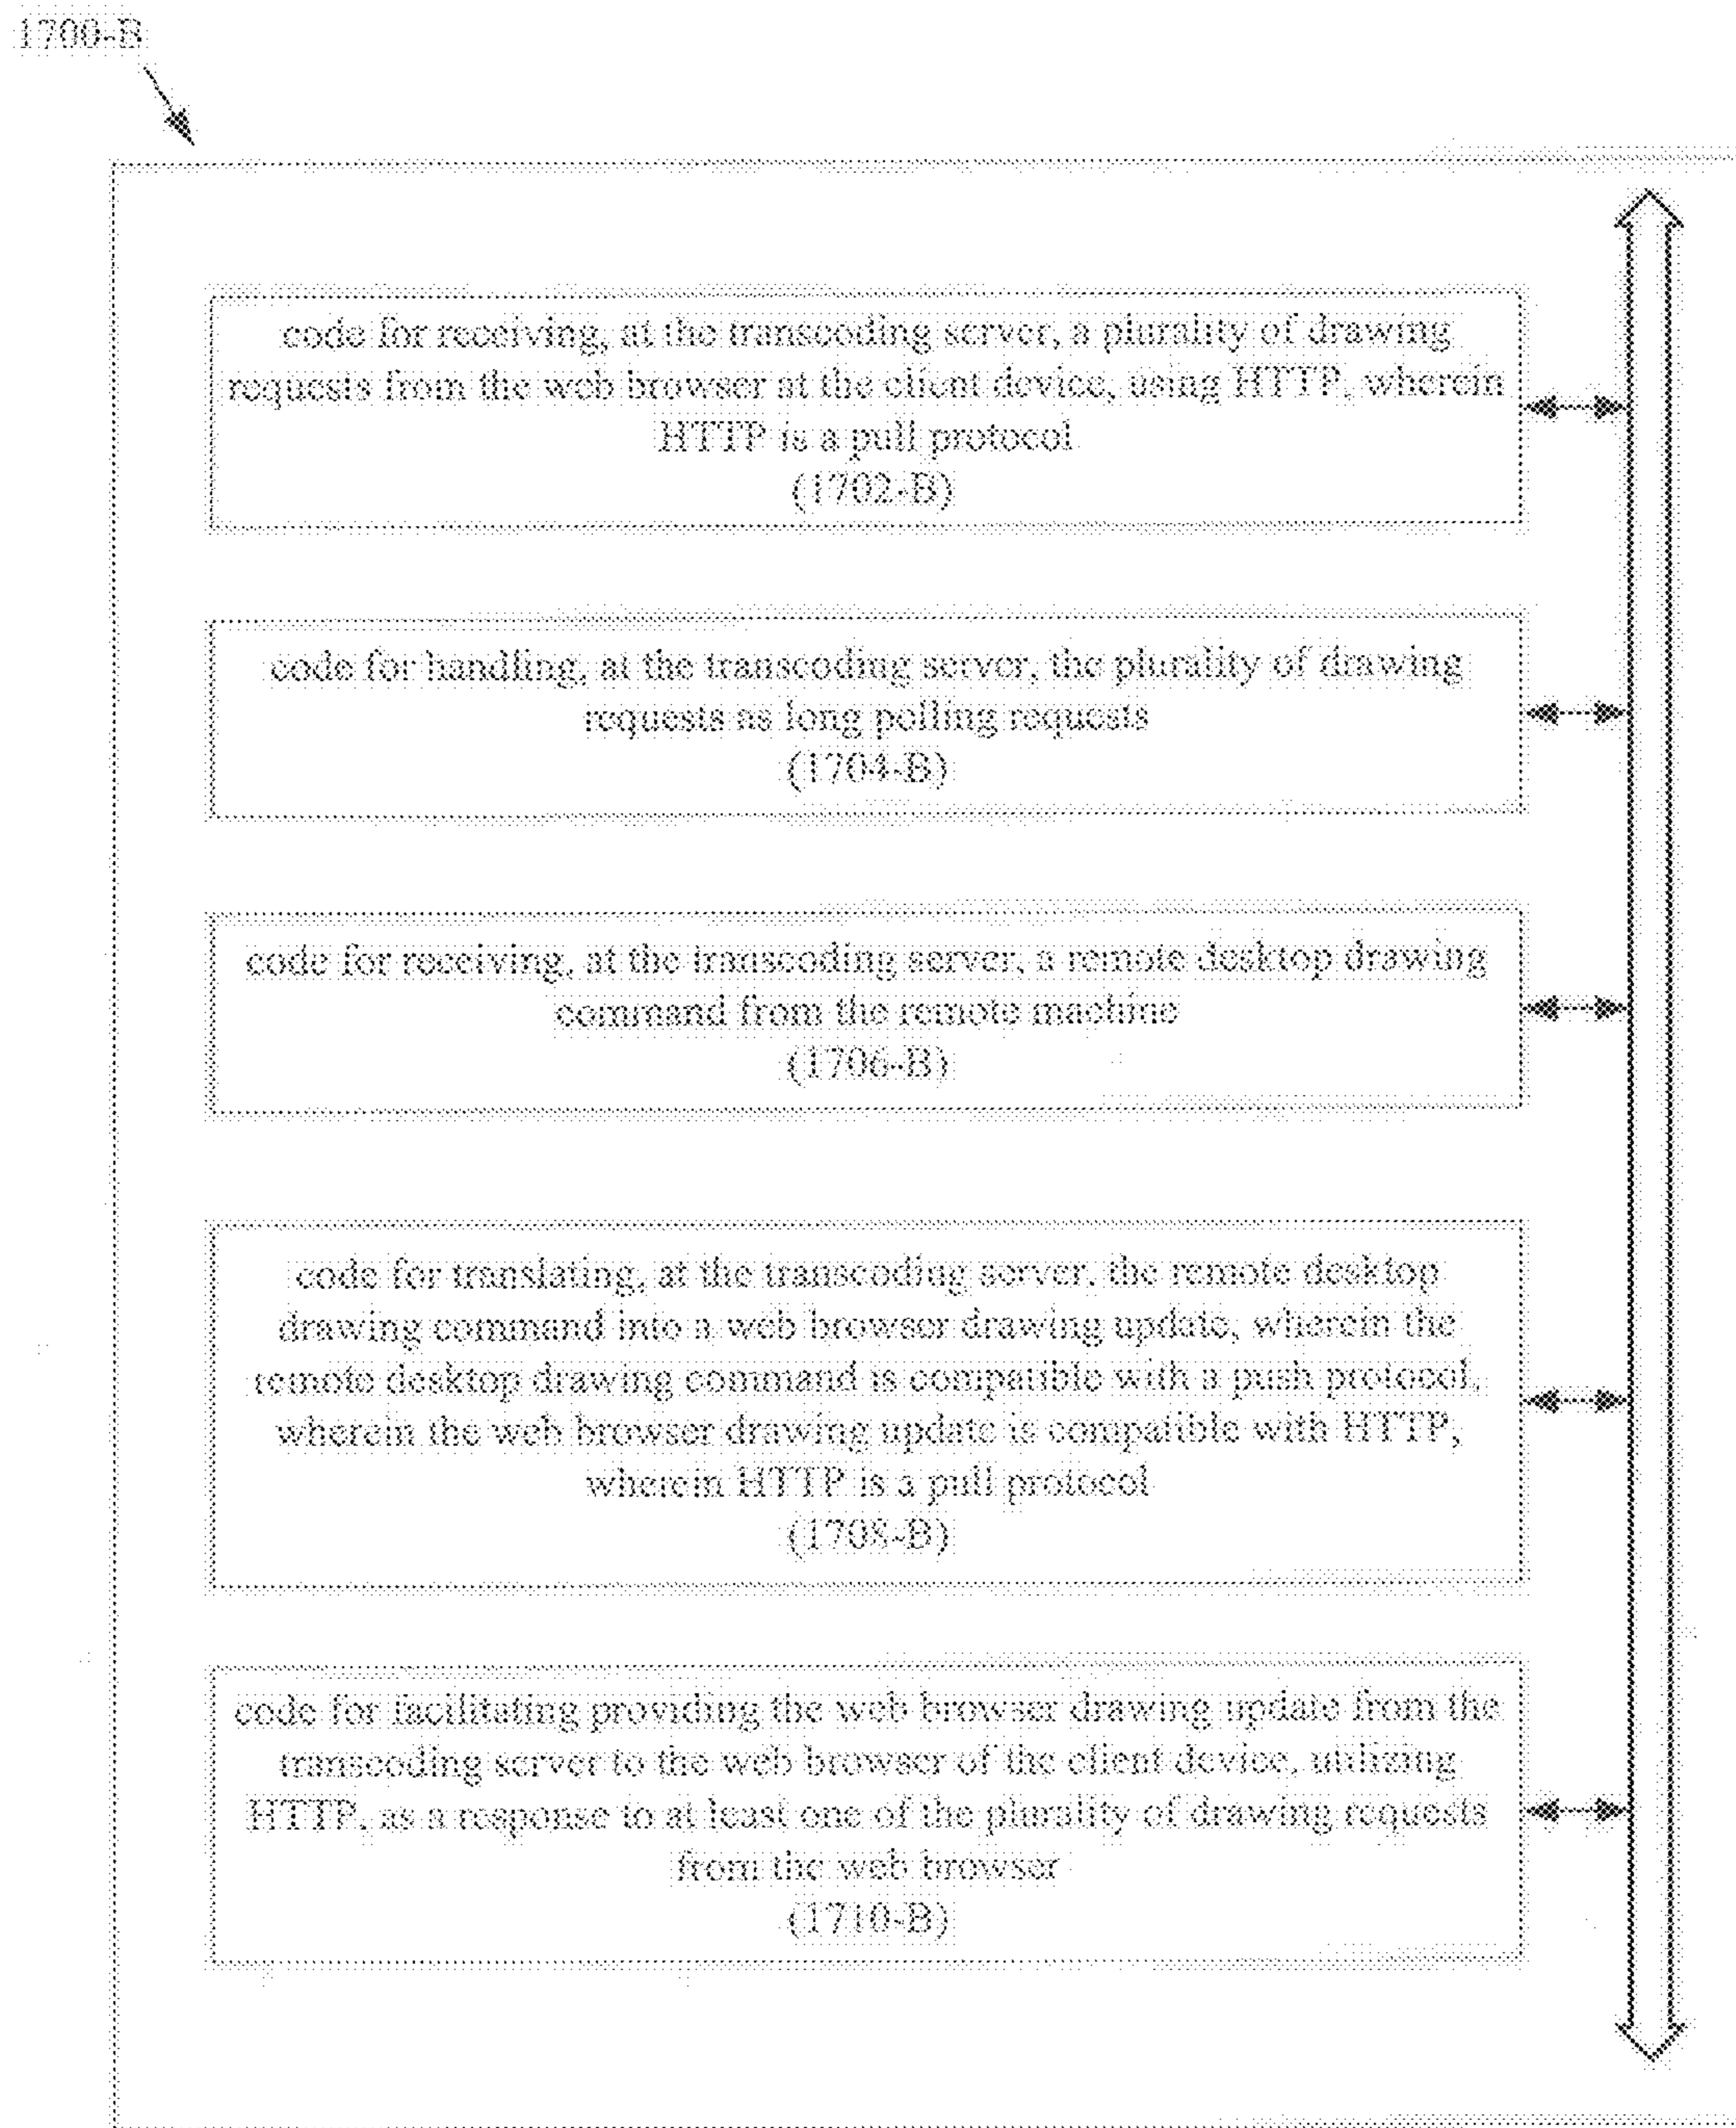 1700-B
code for receiving, at the transcoding server, a plurality of drawing
requests from the web browser at the client device, using HTTP, wherein
HTTP is a pull protocol
(1702-B)
code for handling, at the transcoding server, the plurality of drawing
requests as long polling requests
(1704-B)
code for receiving, at the transcoding server, a remote desktop drawing
command from the remote machine
(1706-B)
code for translating, at the transcoding server, the remote desktop
drawing command into a web browser drawing update, wherein the
remote desktop drawing command is compatible with a push protocol,
wherein the web browser drawing update is compatible with HTTP,
wherein HTTP is a pull protocol
(1708-B)
code for facilitating providing the web browser drawing update from the
transcoding server to the web browser of the client device, utilizing
HTTP, as a response to at least one of the plurality of drawing requests
from the web browser
(1710-B)